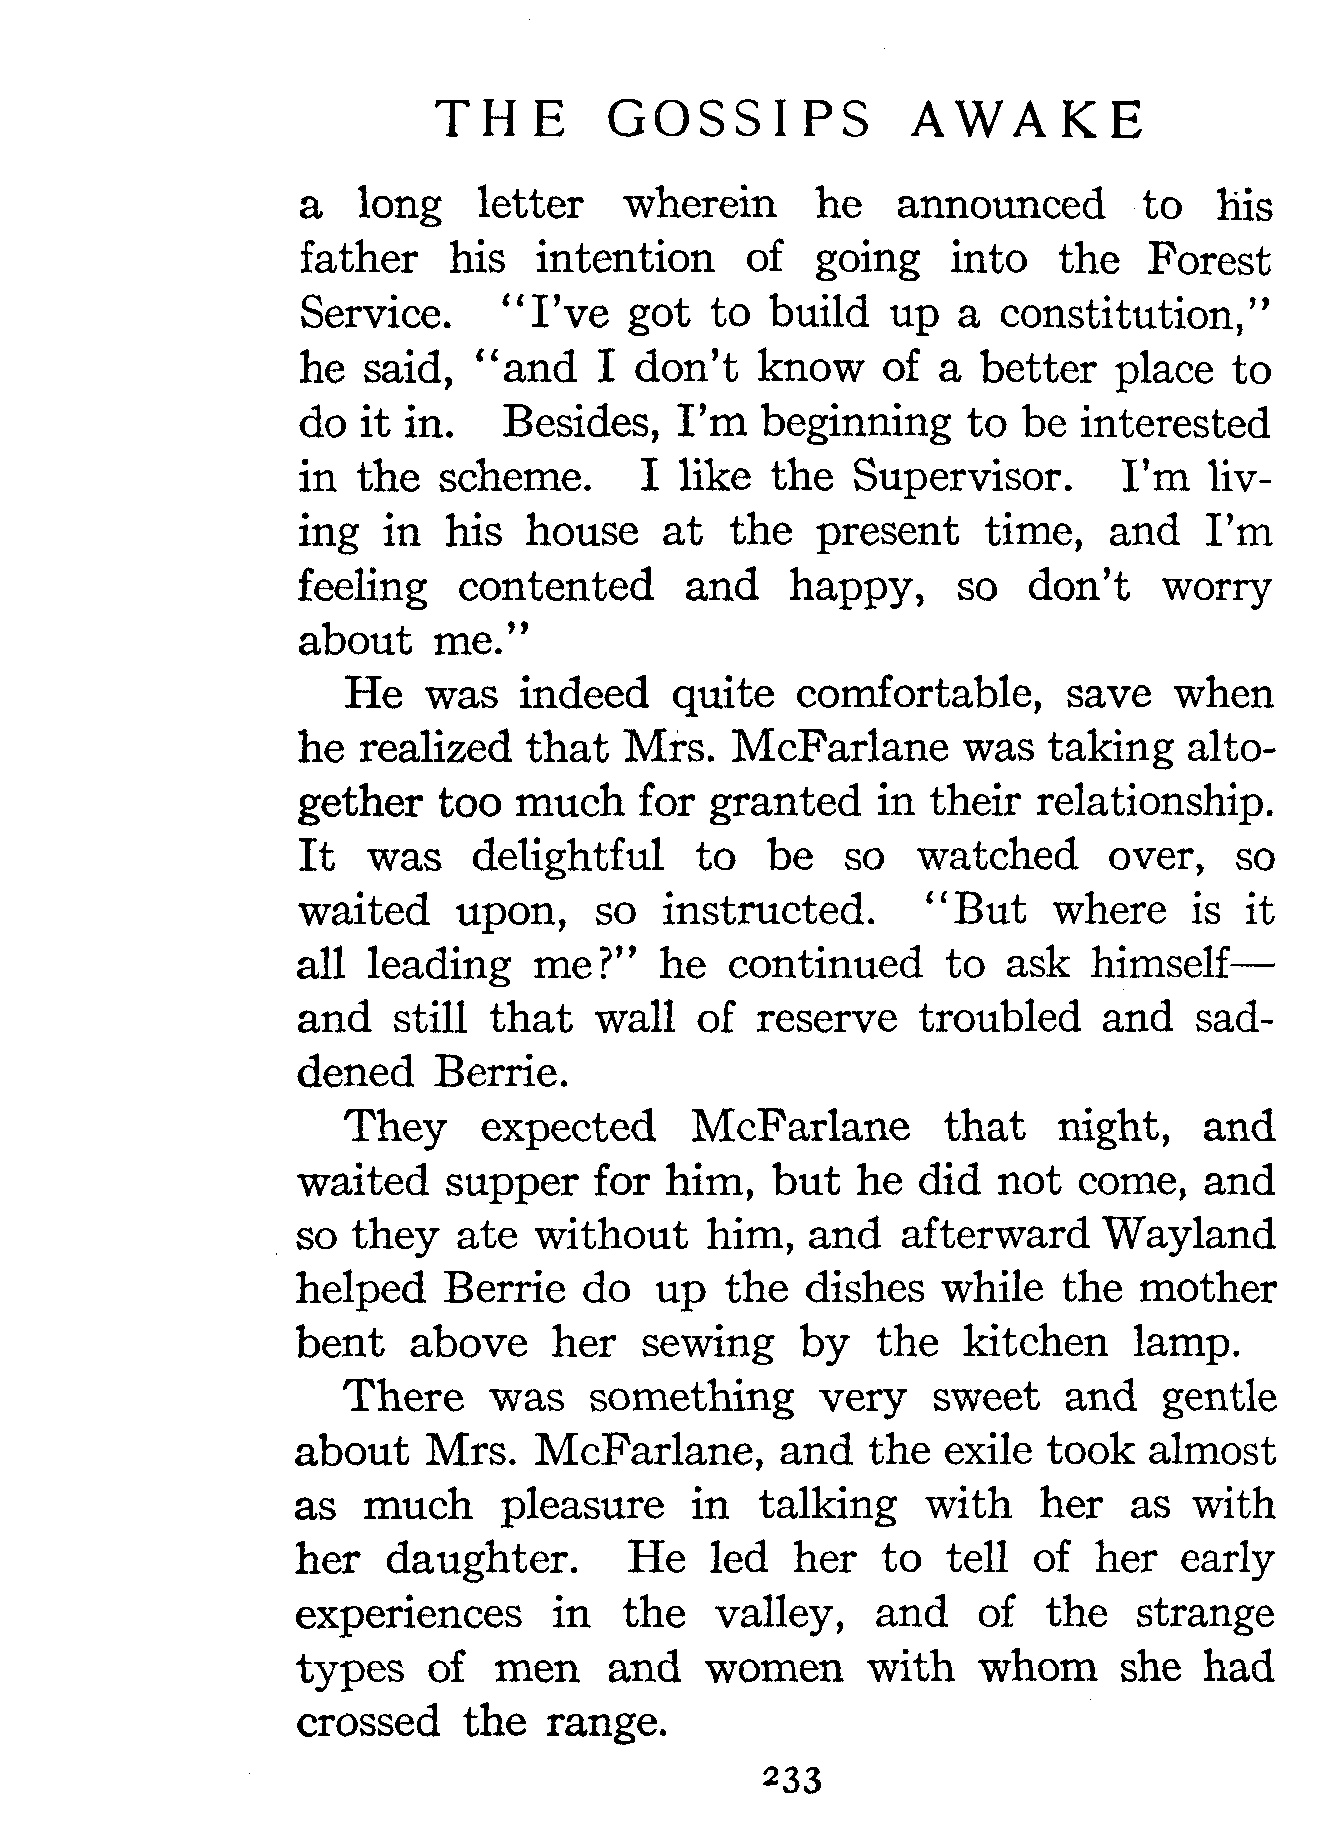 THE GOSSIPS AWAKE
a long letter wherein he announced to his
father his intention of going into the Forest
Service. "I've got to build up a constitution,"
he said, "and I don't know of a better place to
do it in. Besides, I'm beginning to be interested
in the scheme. I like the Supervisor. I'm liv-
ing in his house at the present time, and I'm
feeling contented and happy, so don't worry
about me."
He was indeed quite comfortable, save when
he realized that Mrs. McFarlane was taking alto-
gether too much for granted in their relationship.
It was delightful to be so watched over, so
waited upon, so instructed. "But where is it
all leading me?" he continued to ask himself—
and still that wall of reserve troubled and sad-
dened Berrie.
They expected McFarlane that night, and
waited supper for him, but he did not come, and
so they ate without him, and afterward Wayland
helped Berrie do up the dishes while the mother
bent above her sewing by the kitchen lamp.
There was something very sweet and gentle
about Mrs. McFarlane, and the exile took almost
as much pleasure in talking with her as with
her daughter. He led her to tell of her early
experiences in the valley, and of the strange
types of men and women with whom she had
crossed the range.
233